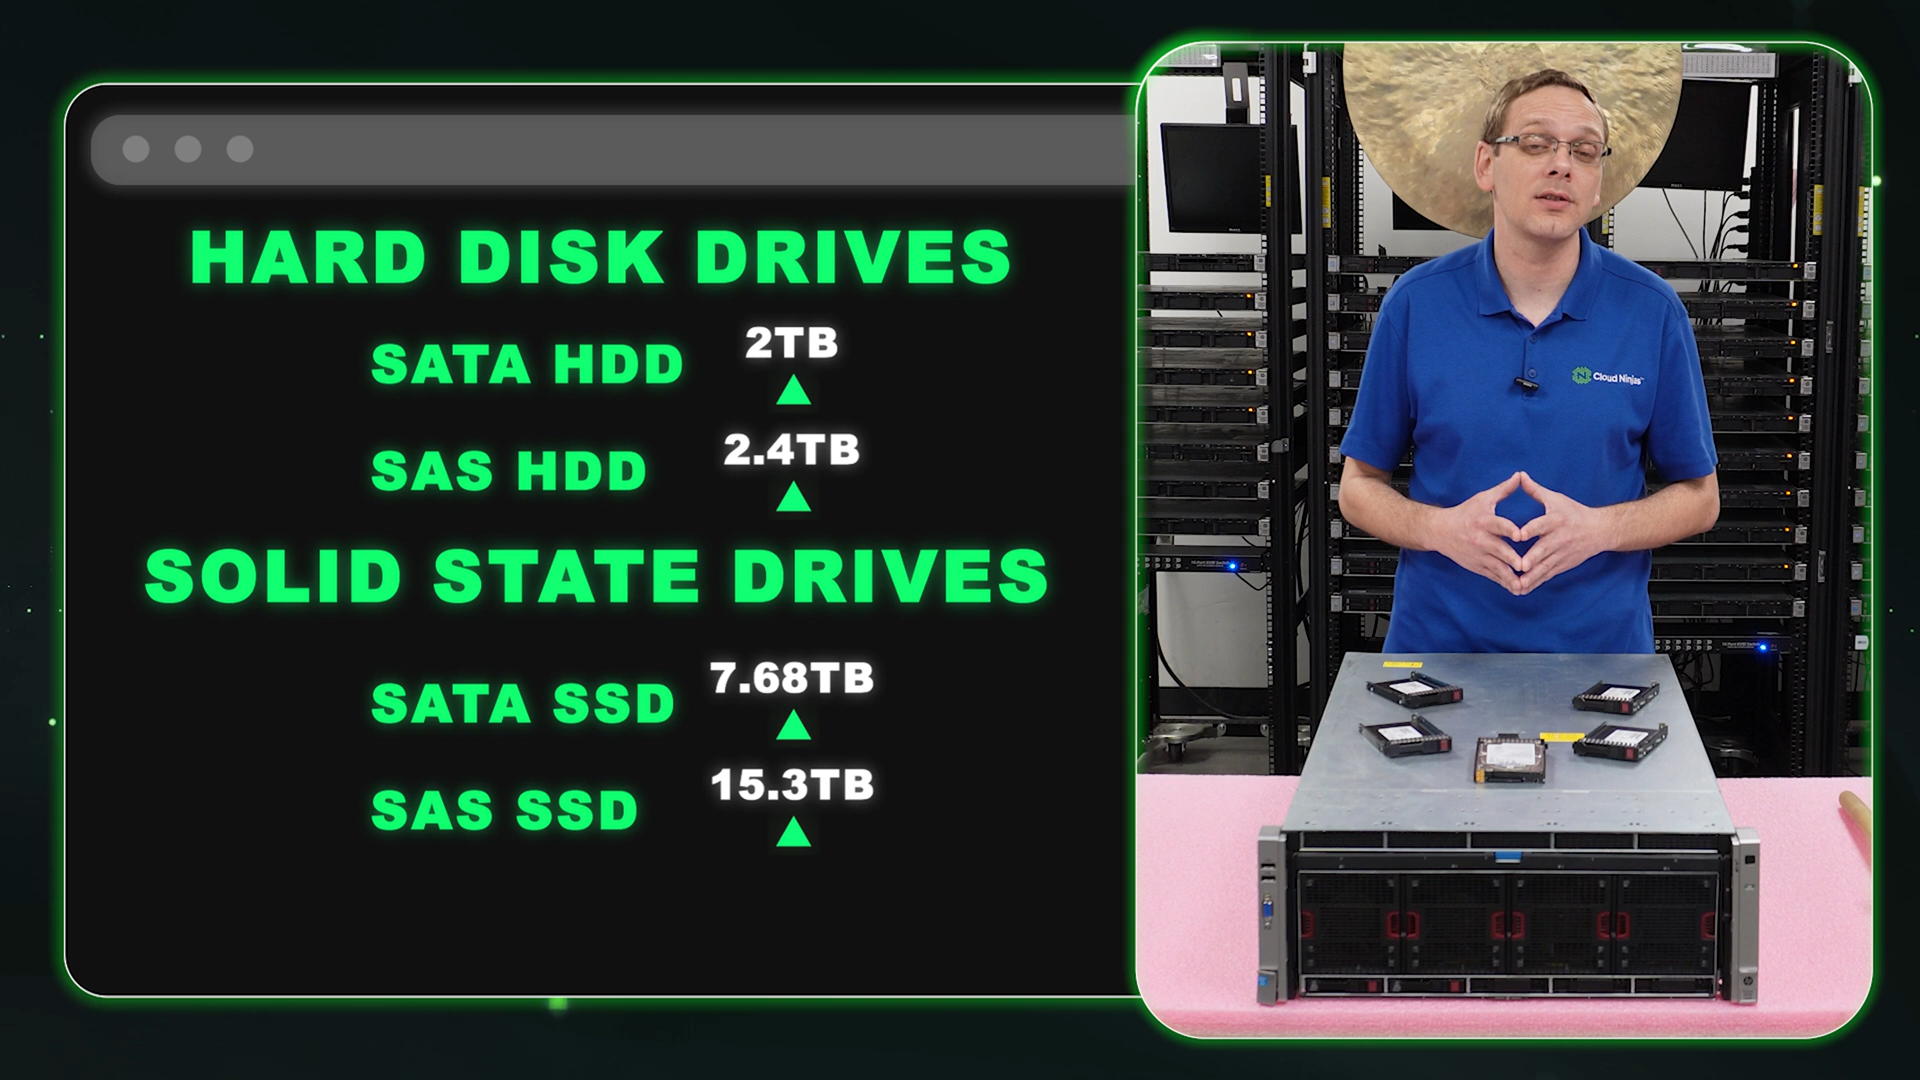 HARD DISK DRIVES
SATA HDD 2TB
SAS HDD 2.4TB
SOLID STATE DRIVES
SATA SSD 7.68TB
SAS SSD 15.3TB
Cloud Ninjas